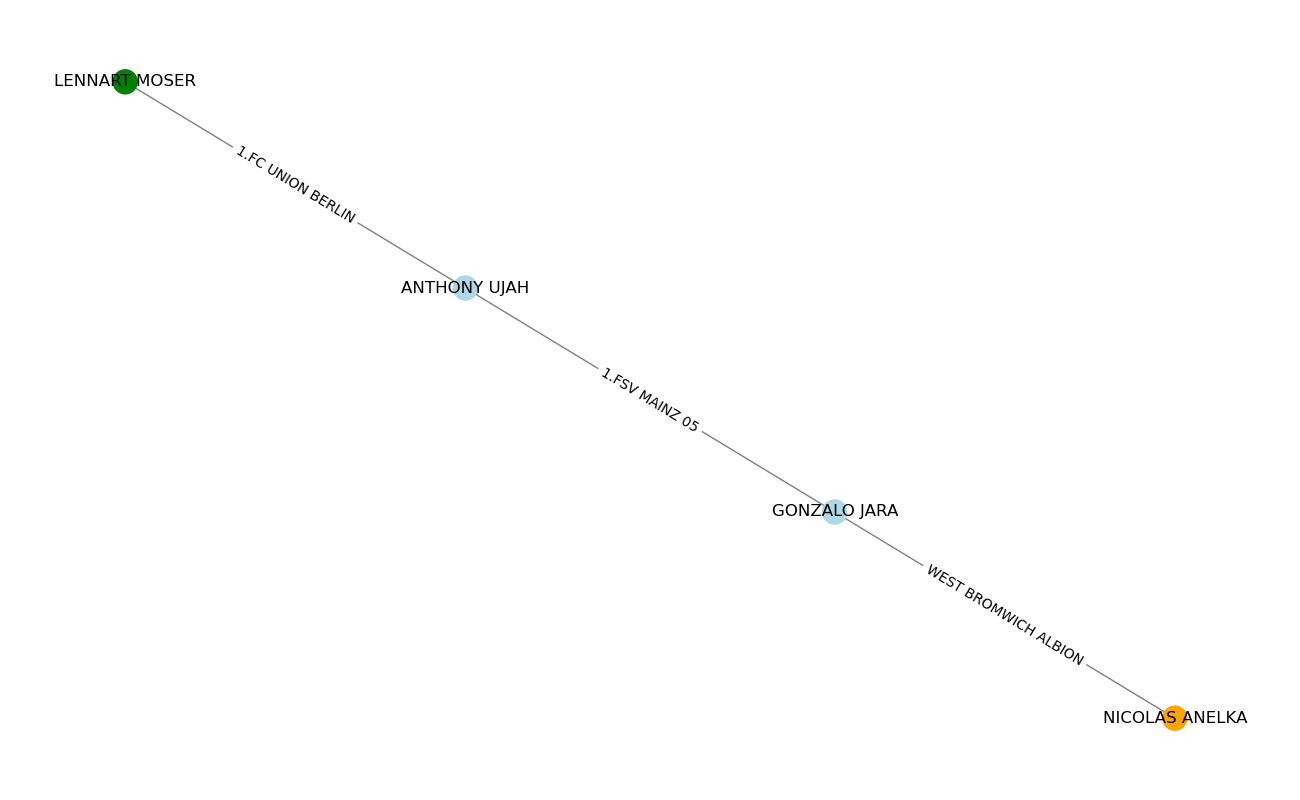 LENNART MOSER
1.FC UNION BERLIN
ANTHONY UJAH
1.FSV MAINZ 05
GONZALO JARA
WEST BROMWICH ALBION
NICOLAS ANELKA